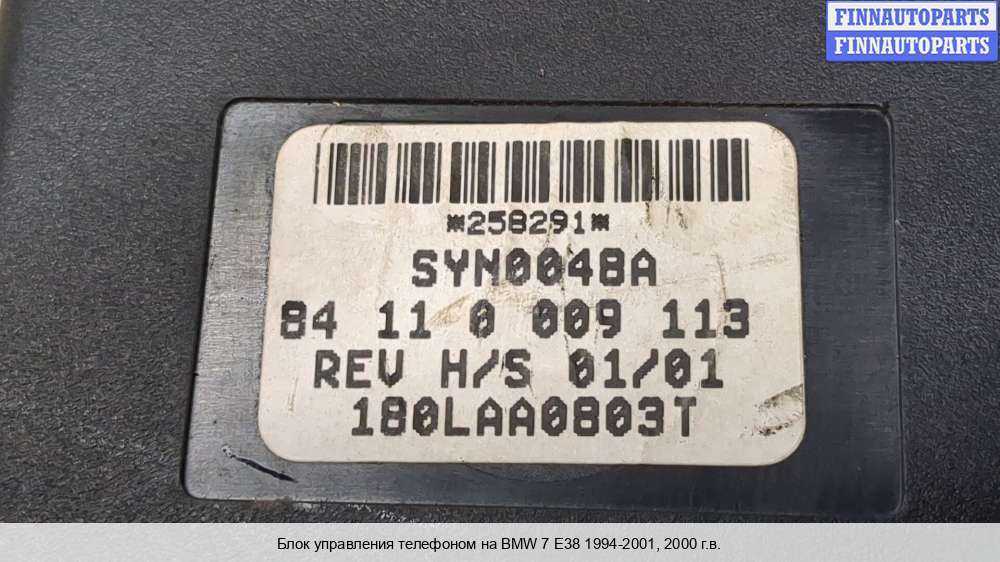 FINNAUTOPARTS
FINNAUTOPARTS
*258291*
SYN0048A
84 11 0 009 113
REV H/S 01/01
180LAA0803T
Блок управления телефоном на BMW 7 E38 1994-2001, 2000 г.в.